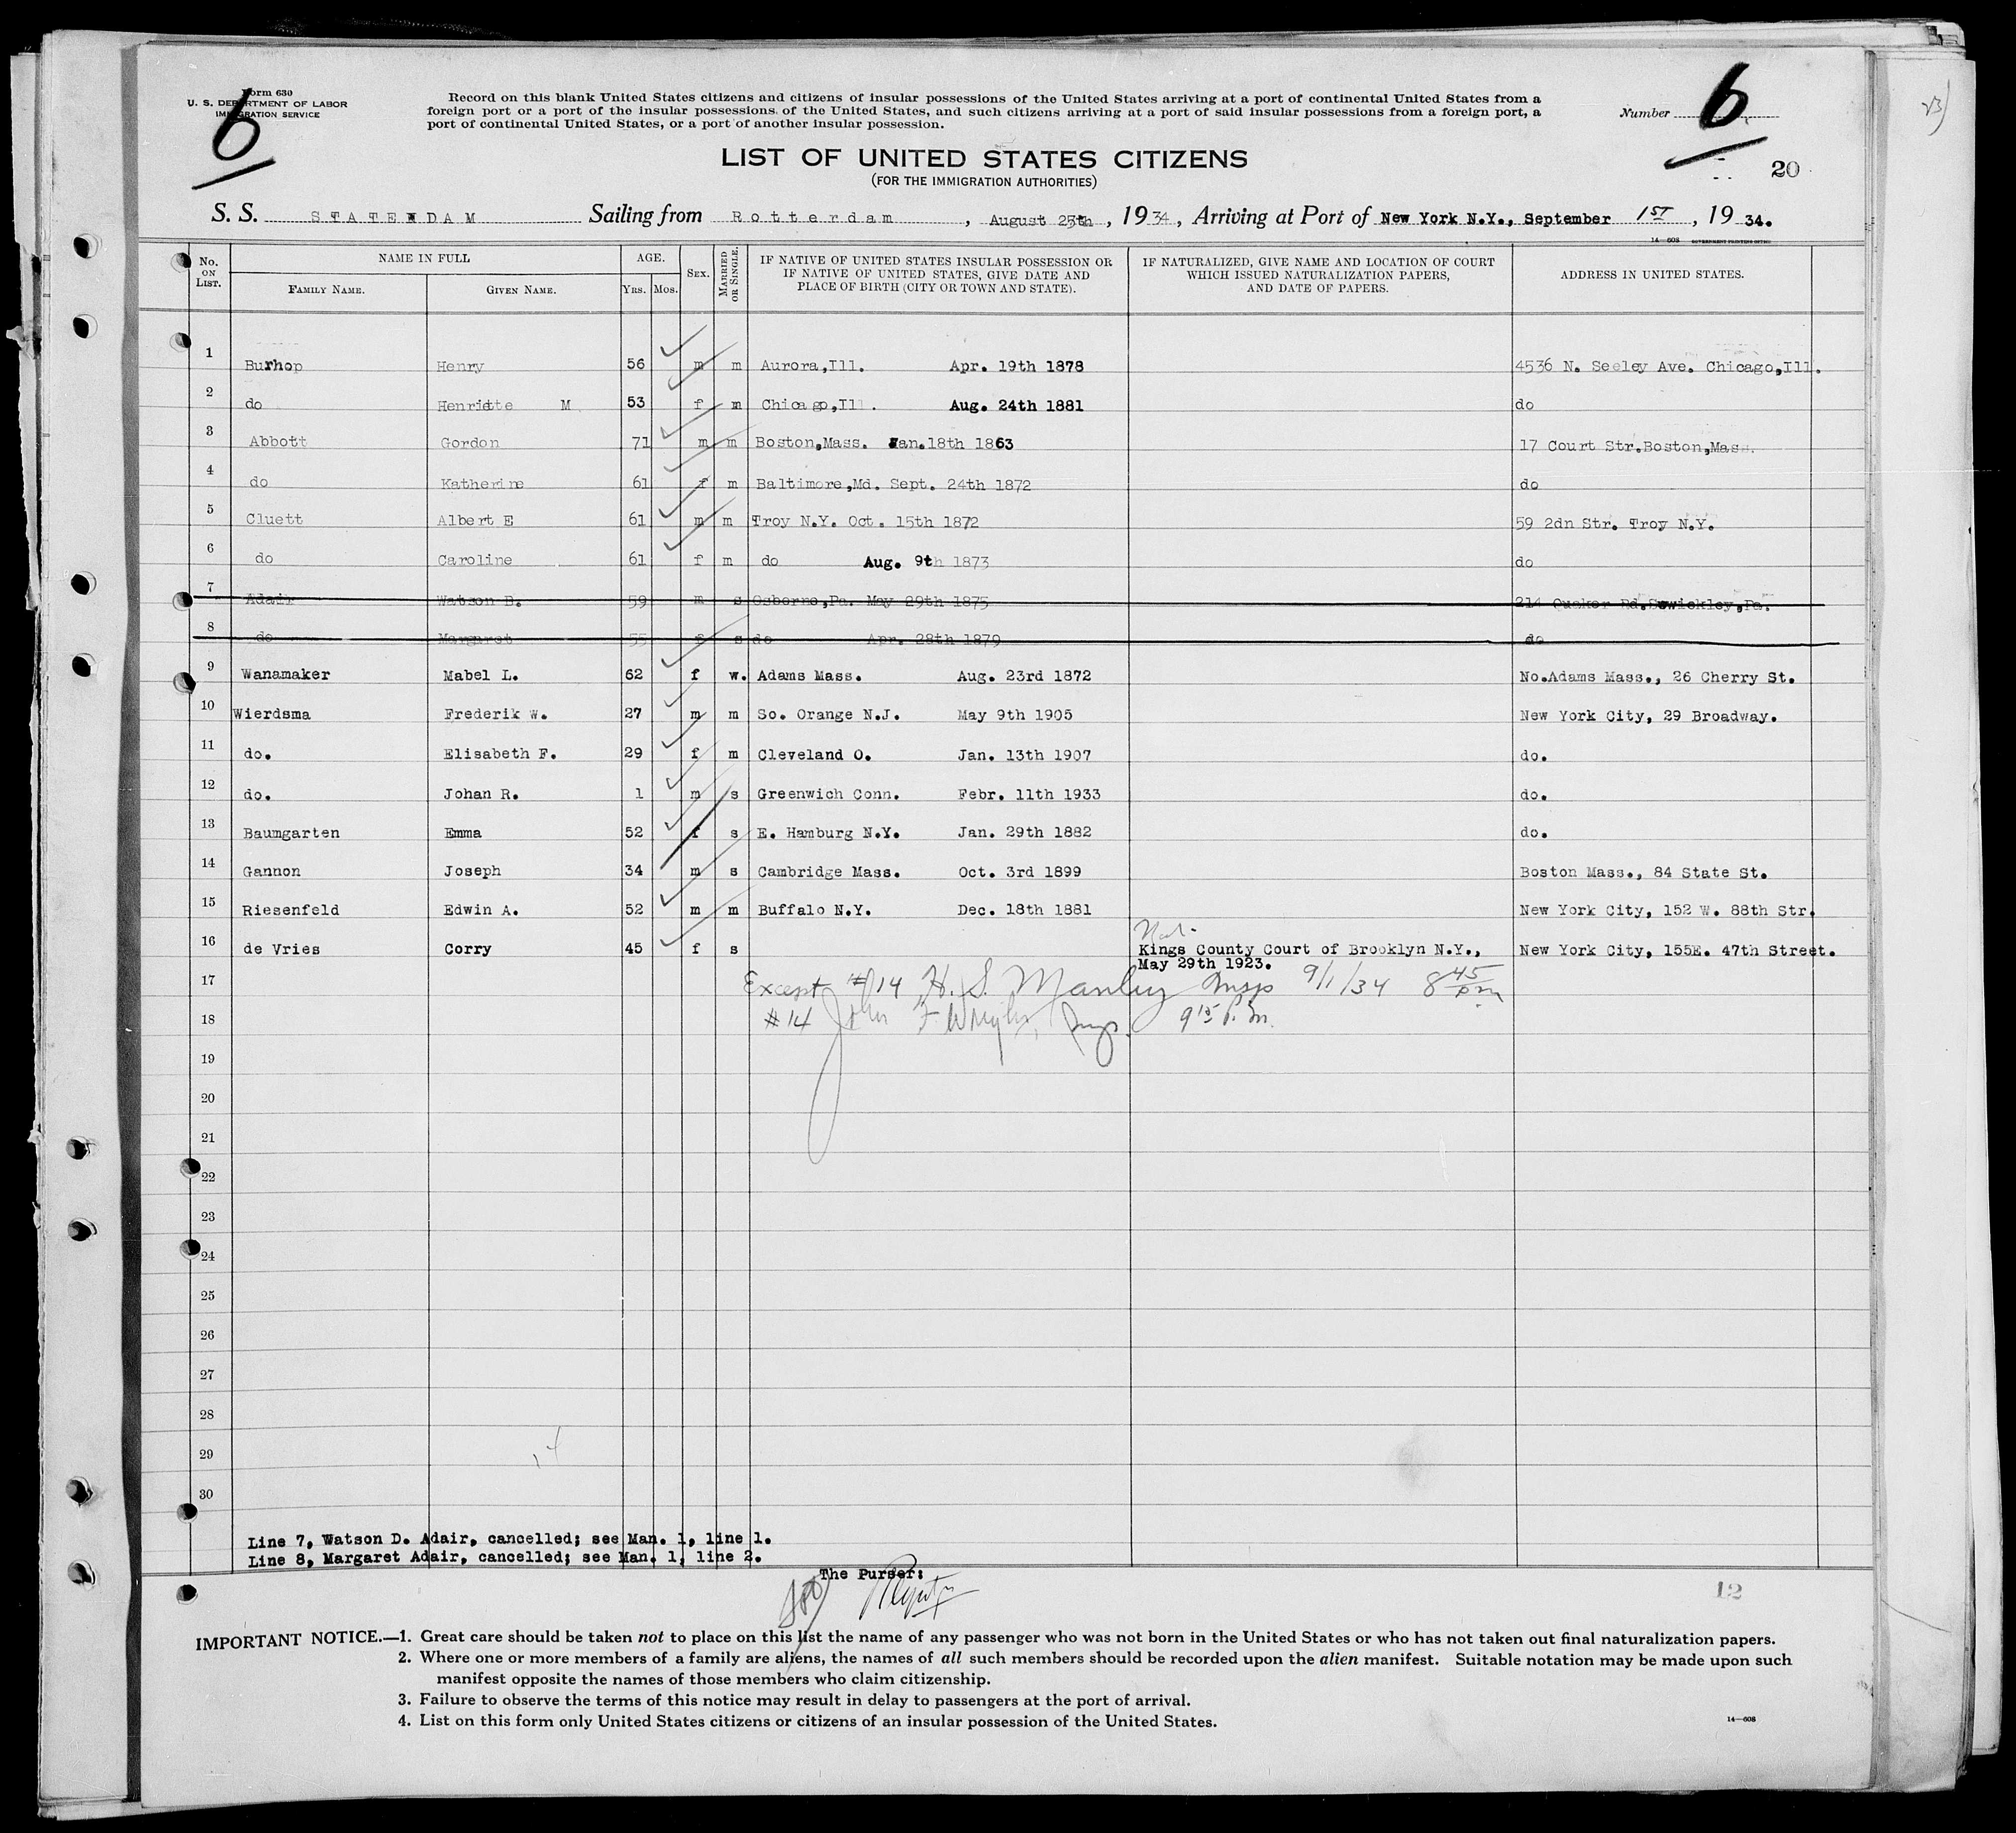 Form 630
U. S. DEPARTMENT OF LABOR
IMMIGRATION SERVICE
6
Record on this blank United States citizens and citizens of insular possessions of the United States arriving at a port of continental United States from a
foreign port or a port of the insular possessions of the United States, and such citizens arriving at a port of said insular possessions from a foreign port, a
port of continental United States, or a port of another insular possession.
Number 6
LIST OF UNITED STATES CITIZENS
(FOR THE IMMIGRATION AUTHORITIES)
20
S. S. STATENDAM Sailing from Rotterdam, August 25th, 1934, Arriving at Port of New York N.Y., September 1ST, 19 34.
14—608 GOVERNMENT PRINTING OFFICE
No. ON LIST. NAME IN FULL FAMILY NAME. GIVEN NAME. AGE. YRS. MOS. SEX. MARRIED OR SINGLE. IF NATIVE OF UNITED STATES INSULAR POSSESSION OR IF NATIVE OF UNITED STATES, GIVE DATE AND PLACE OF BIRTH (CITY OR TOWN AND STATE). IF NATURALIZED, GIVE NAME AND LOCATION OF COURT WHICH ISSUED NATURALIZATION PAPERS, AND DATE OF PAPERS. ADDRESS IN UNITED STATES.
1 Burhop Henry 56 m m Aurora,Ill. Apr. 19th 1878 4536 N. Seeley Ave. Chicago,Ill.
2 do Henriette M 53 f m Chicago,Ill. Aug. 24th 1881 do
3 Abbott Gordon 71 m m Boston,Mass. Jan.18th 1863 17 Court Str.Boston,Mass.
4 do Katherine 61 f m Baltimore,Md. Sept. 24th 1872 do
5 Cluett Albert E 61 m m Troy N.Y. Oct. 15th 1872 59 2dn Str. Troy N.Y.
6 do Caroline 61 f m do Aug. 9th 1873 do
7 Adair Watson D. 59 m s Osborne,Pa. May 29th 1875 214 Quaker Rd.Sewickley,Pa.
8 do Margaret 55 f s do Apr. 28th 1879 do
9 Wanamaker Mabel L. 62 f w. Adams Mass. Aug. 23rd 1872 No.Adams Mass., 26 Cherry St.
10 Wierdsma Frederik W. 27 m m So. Orange N.J. May 9th 1905 New York City, 29 Broadway.
11 do. Elisabeth F. 29 f m Cleveland O. Jan. 13th 1907 do.
12 do. Johan R. 1 m s Greenwich Conn. Febr. 11th 1933 do.
13 Baumgarten Emma 52 f s E. Hamburg N.Y. Jan. 29th 1882 do.
14 Gannon Joseph 34 m s Cambridge Mass. Oct. 3rd 1899 Boston Mass., 84 State St.
15 Riesenfeld Edwin A. 52 m m Buffalo N.Y. Dec. 18th 1881 New York City, 152 W. 88th Str.
Nat.
16 de Vries Corry 45 f s Kings County Court of Brooklyn N.Y., New York City, 155E. 47th Street.
May 29th 1923.
17 Except #14 H. S. Manley Insp 9/1/34 8 45 pm
18 #14 John F Wright, Insp. 9 15 P.M.
19
20
21
22
23
24
25
26
27
28
29
30
Line 7, Watson D. Adair, cancelled; see Man. 1, line 1.
Line 8, Margaret Adair, cancelled; see Man. 1, line 2.
The Purser:
12
IMPORTANT NOTICE.—1. Great care should be taken not to place on this list the name of any passenger who was not born in the United States or who has not taken out final naturalization papers.
2. Where one or more members of a family are aliens, the names of all such members should be recorded upon the alien manifest. Suitable notation may be made upon such
manifest opposite the names of those members who claim citizenship.
3. Failure to observe the terms of this notice may result in delay to passengers at the port of arrival.
4. List on this form only United States citizens or citizens of an insular possession of the United States.
14—608